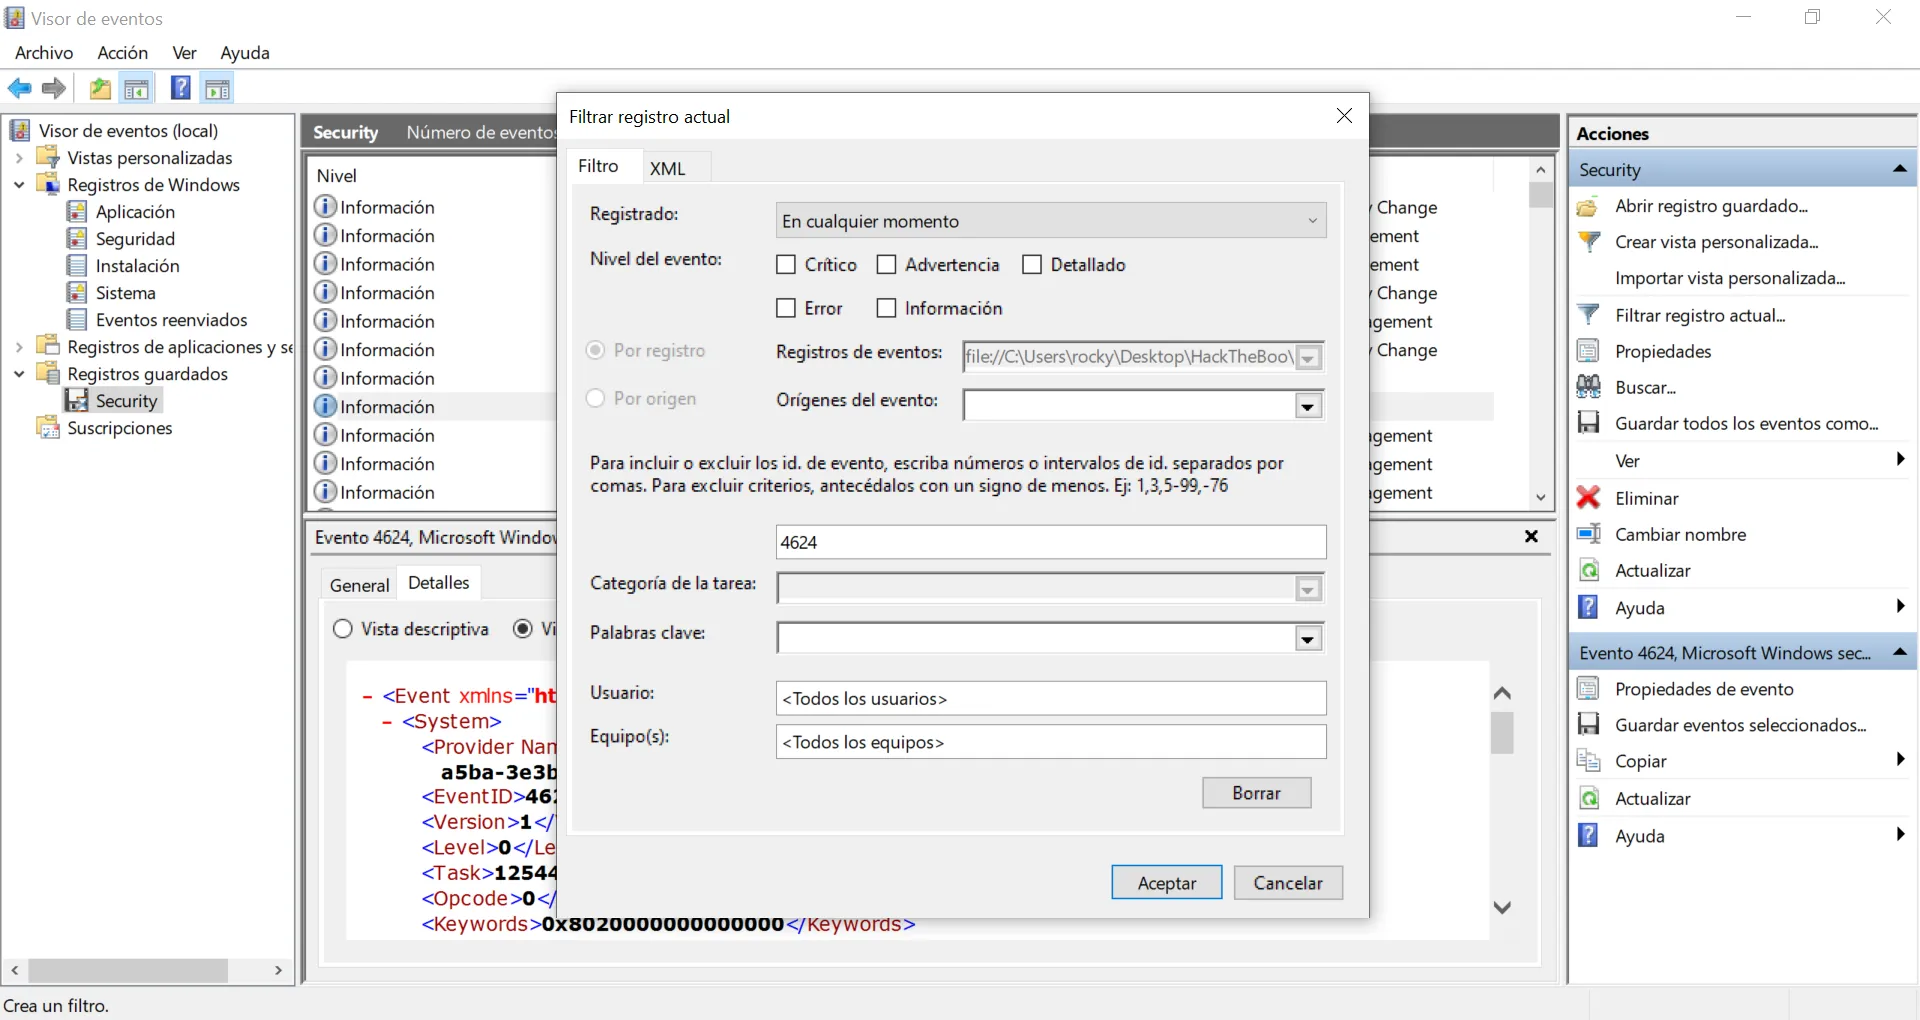 Visor de eventos
Archivo Acción Ver Ayuda
Visor de eventos (local)
Vistas personalizadas
Registros de Windows
Aplicación
Seguridad
Instalación
Sistema
Eventos reenviados
Registros de aplicaciones y se
Registros guardados
Security
Suscripciones
Security Número de eventos
Nivel
Información
Información
Información
Información
Información
Información
Información
Información
Información
Información
Información
Change
ement
ement
Change
gement
Change
gement
gement
gement
Evento 4624, Microsoft Windo
General Detalles
Vista descriptiva Vi
- <Event xmlns="ht
- <System>
<Provider Nam
a5ba-3e3b
<EventID>462
<Version>1</
<Level>0</Le
<Task>12544
<Opcode>0</
<Keywords>0x8020000000000000</Keywords>
Filtrar registro actual
Filtro XML
Registrado: En cualquier momento
Nivel del evento: Crítico Advertencia Detallado
Error Información
Por registro Registros de eventos: file://C:\Users\rocky\Desktop\HackTheBoo\
Por origen Orígenes del evento:
Para incluir o excluir los id. de evento, escriba números o intervalos de id. separados por
comas. Para excluir criterios, antecédalos con un signo de menos. Ej: 1,3,5-99,-76
4624
Categoría de la tarea:
Palabras clave:
Usuario: <Todos los usuarios>
Equipo(s): <Todos los equipos>
Borrar
Aceptar Cancelar
Acciones
Security
Abrir registro guardado...
Crear vista personalizada...
Importar vista personalizada...
Filtrar registro actual...
Propiedades
Buscar...
Guardar todos los eventos como...
Ver
Eliminar
Cambiar nombre
Actualizar
Ayuda
Evento 4624, Microsoft Windows sec...
Propiedades de evento
Guardar eventos seleccionados...
Copiar
Actualizar
Ayuda
Crea un filtro.